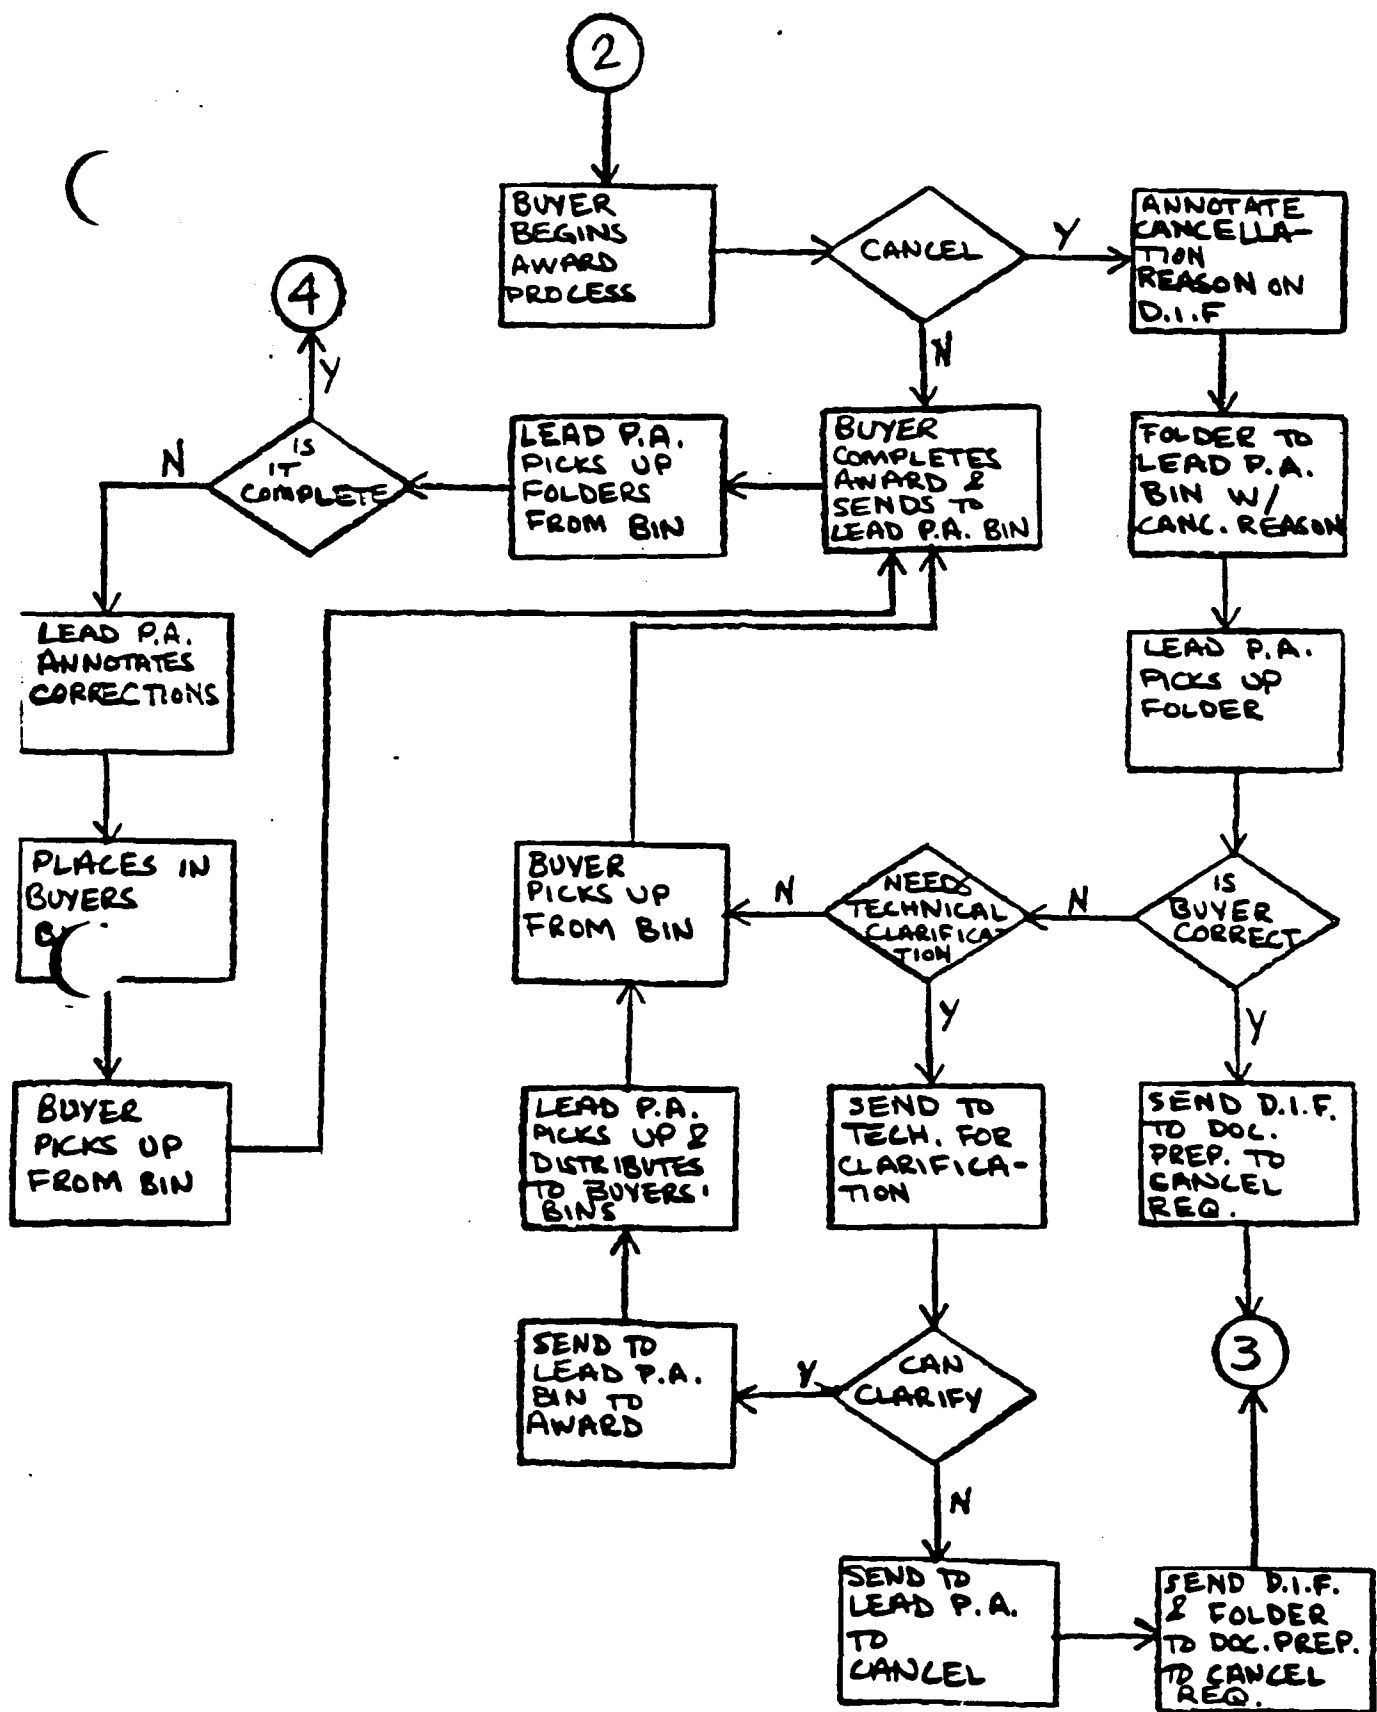 2
BUYER
BEGINS
AWARD
PROCESS
CANCEL
Y
ANNOTATE
CANCELLA-
TION
REASON ON
D.I.F
N
4
Y
IS
IT
COMPLETE
N
LEAD P.A.
PICKS UP
FOLDERS
FROM BIN
BUYER
COMPLETES
AWARD &
SENDS TO
LEAD P.A. BIN
FOLDER TO
LEAD P.A.
BIN W/
CANC. REASON
LEAD P.A.
ANNOTATES
CORRECTIONS
LEAD P.A.
PICKS UP
FOLDER
PLACES IN
BUYERS
BUYER
PICKS UP
FROM BIN
N
NEEDS
TECHNICAL
CLARIFICA-
TION
N
IS
BUYER
CORRECT
Y
Y
BUYER
PICKS UP
FROM BIN
LEAD P.A.
PICKS UP &
DISTRIBUTES
TO BUYERS'
BINS
SEND TO
TECH. FOR
CLARIFICA-
TION
SEND D.I.F.
TO DOC.
PREP. TO
CANCEL
REQ.
SEND TO
LEAD P.A.
BIN TO
AWARD
Y
CAN
CLARIFY
3
N
SEND TO
LEAD P.A.
TO
CANCEL
SEND D.I.F.
& FOLDER
TO DOC. PREP.
TO CANCEL
REQ.